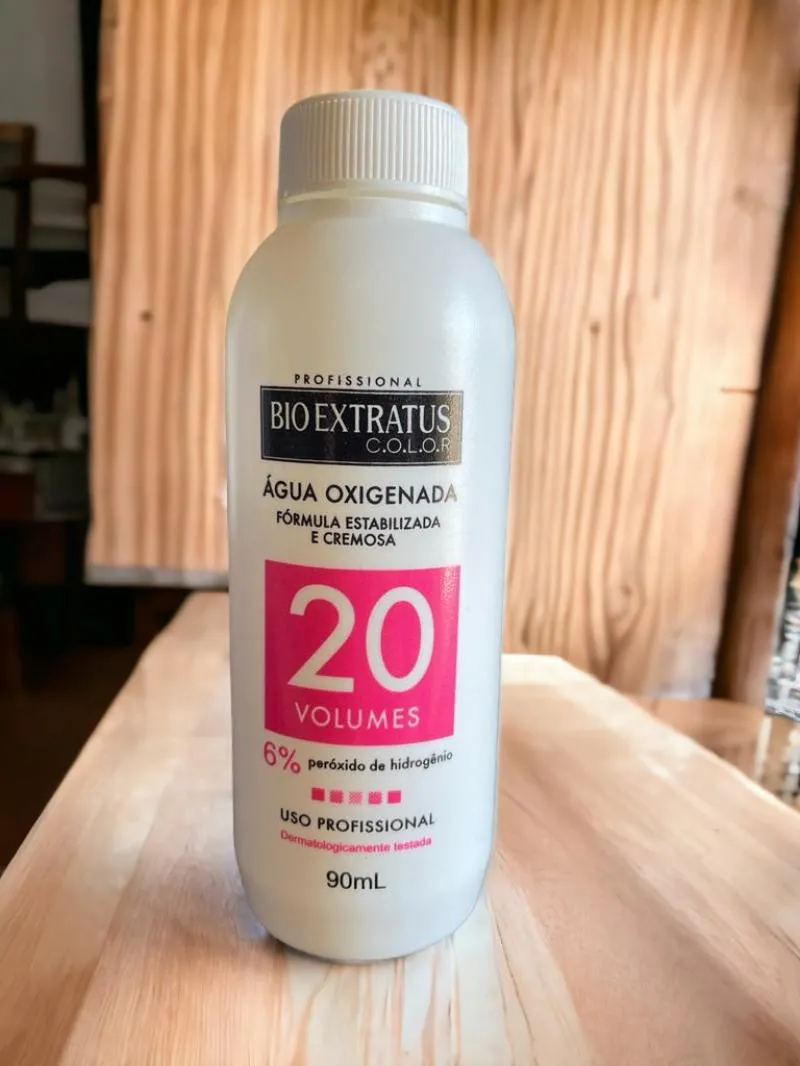 PROFISSIONAL
BIO EXTRATUS
C.O.L.O.R
ÁGUA OXIGENADA
FÓRMULA ESTABILIZADA
E CREMOSA
20
VOLUMES
6% peróxido de hidrogênio
USO PROFISSIONAL
Dermatologicamente testada
90mL